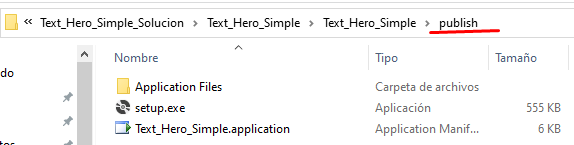 « Text_Hero_Simple_Solucion > Text_Hero_Simple > Text_Hero_Simple > publish
Nombre Tipo Tamaño
do
Application Files Carpeta de archivos
setup.exe Aplicación 555 KB
Text_Hero_Simple.application Application Manif... 6 KB